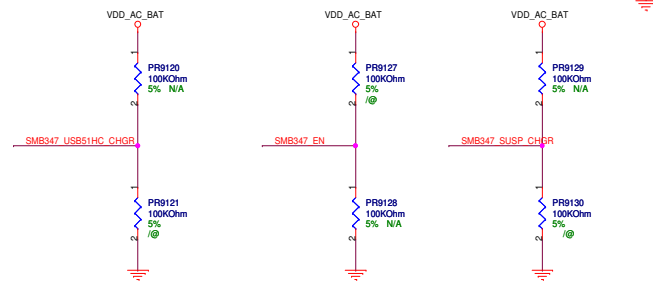 VDD_AC_BAT
1
PR9120
100KOhm
5% N/A
2
SMB347_USB51HC_CHGR
1
PR9121
100KOhm
5%
/@
2
VDD_AC_BAT
1
PR9127
100KOhm
5%
/@
2
SMB347_EN
1
PR9128
100KOhm
5% N/A
2
VDD_AC_BAT
1
PR9129
100KOhm
5% N/A
2
SMB347_SUSP_CHGR
1
PR9130
100KOhm
5%
/@
2